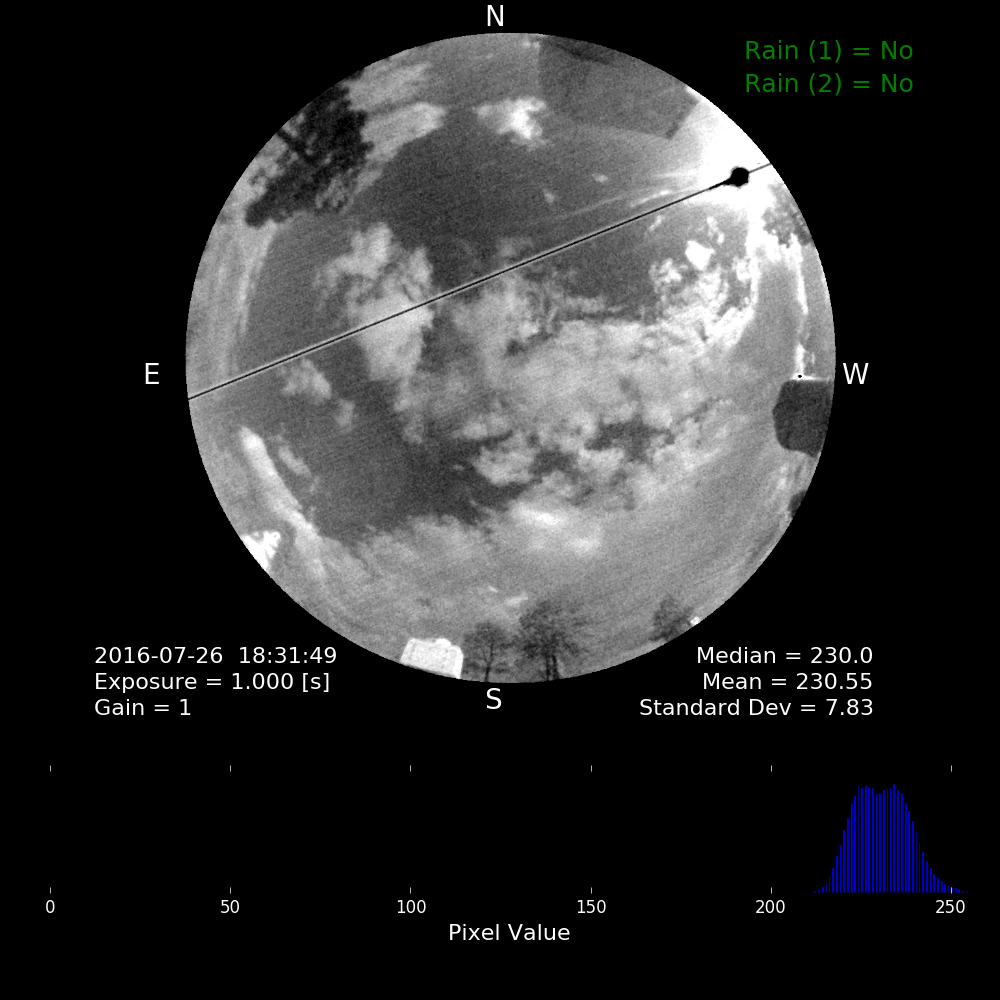 N
Rain (1) = No
Rain (2) = No
E
W
2016-07-26  18:31:49
Exposure = 1.000 [s]
Gain = 1
Median = 230.0
Mean = 230.55
Standard Dev = 7.83
S
0 50 100 150 200 250
Pixel Value